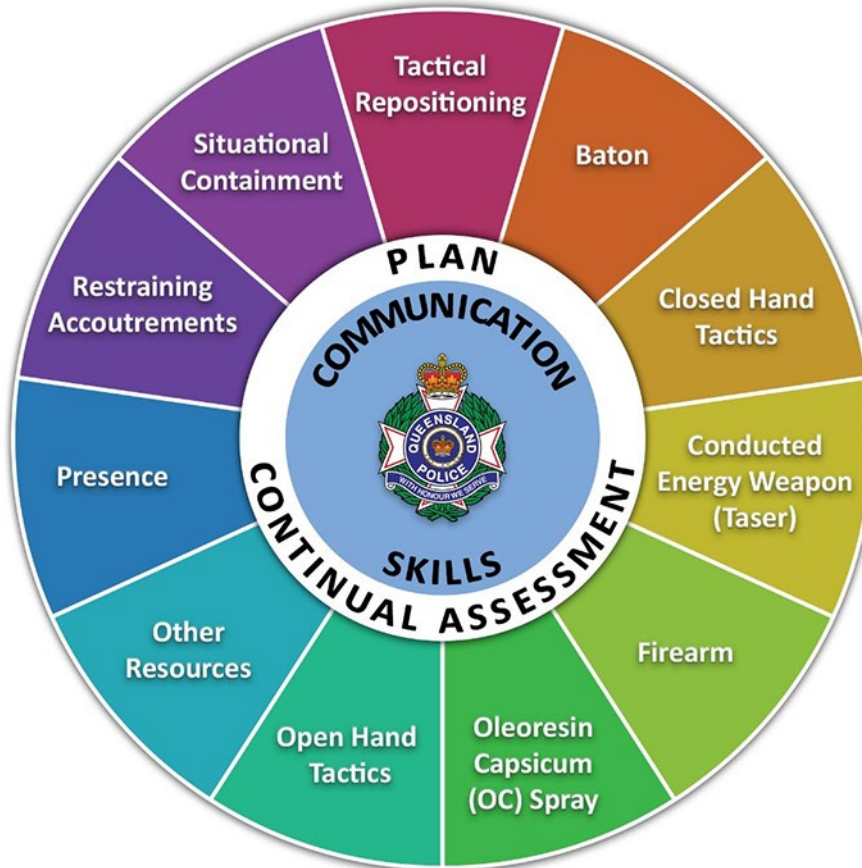 Tactical
Repositioning
Baton
Closed Hand
Tactics
Conducted
Energy Weapon
(Taser)
Firearm
Oleoresin
Capsicum
(OC) Spray
Open Hand
Tactics
Other
Resources
Presence
Restraining
Accoutrements
Situational
Containment
PLAN
CONTINUAL ASSESSMENT
COMMUNICATION
SKILLS
QUEENSLAND
POLICE
WITH HONOUR WE SERVE